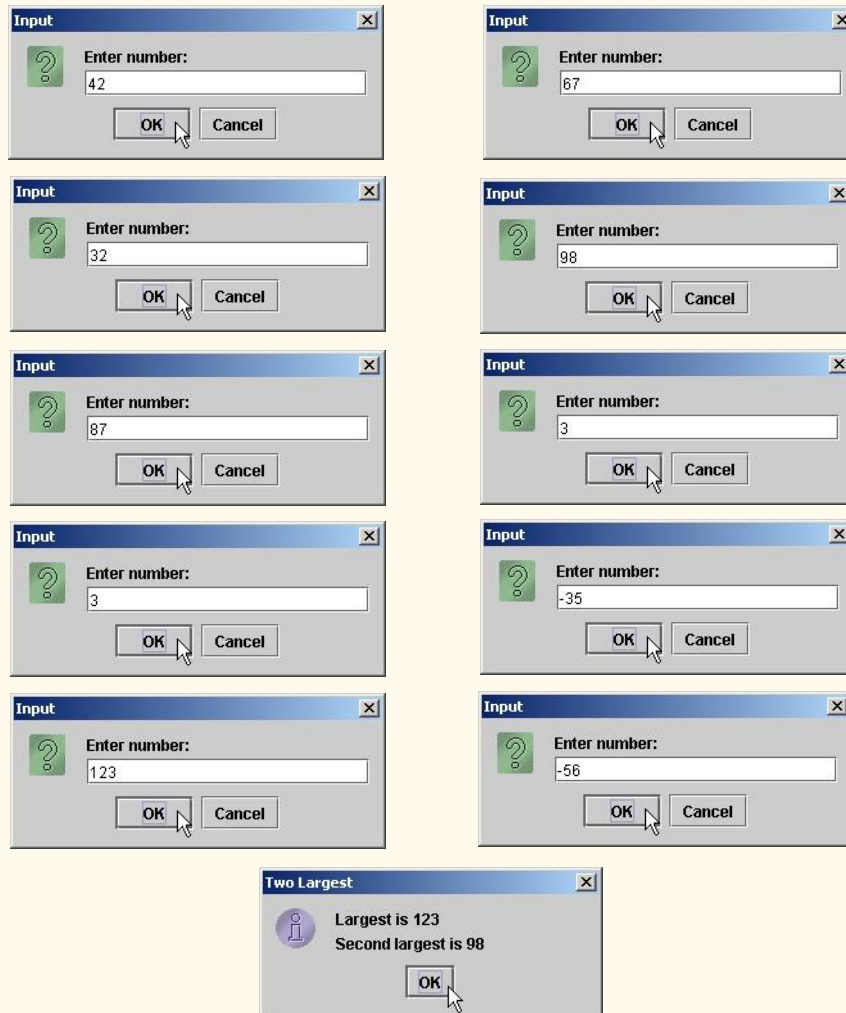 Input
Enter number:
42
OK Cancel
Input
Enter number:
67
OK Cancel
Input
Enter number:
32
OK Cancel
Input
Enter number:
98
OK Cancel
Input
Enter number:
87
OK Cancel
Input
Enter number:
3
OK Cancel
Input
Enter number:
3
OK Cancel
Input
Enter number:
-35
OK Cancel
Input
Enter number:
123
OK Cancel
Input
Enter number:
-56
OK Cancel
Two Largest
Largest is 123
Second largest is 98
OK